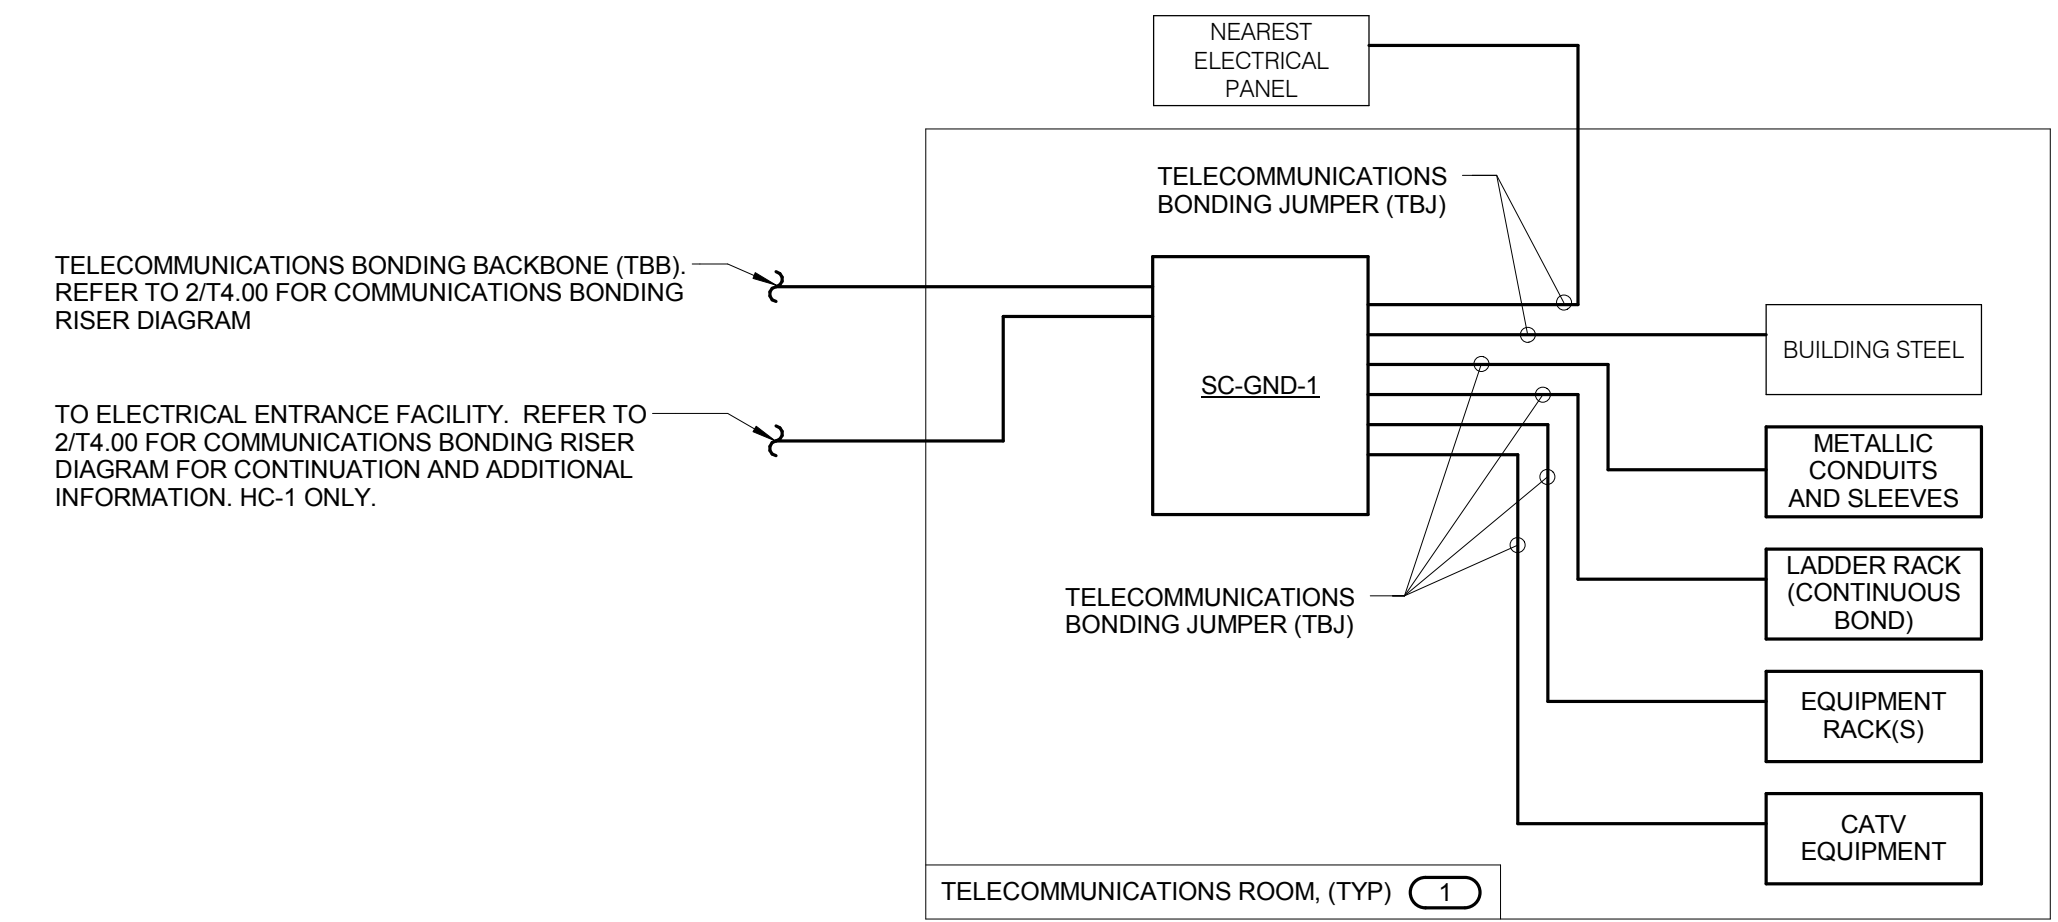 NEAREST
ELECTRICAL
PANEL
TELECOMMUNICATIONS
BONDING JUMPER (TBJ)
TELECOMMUNICATIONS BONDING BACKBONE (TBB).
REFER TO 2/T4.00 FOR COMMUNICATIONS BONDING
RISER DIAGRAM
TO ELECTRICAL ENTRANCE FACILITY. REFER TO
2/T4.00 FOR COMMUNICATIONS BONDING RISER
DIAGRAM FOR CONTINUATION AND ADDITIONAL
INFORMATION. HC-1 ONLY.
SC-GND-1
BUILDING STEEL
METALLIC
CONDUITS
AND SLEEVES
LADDER RACK
(CONTINUOUS
BOND)
TELECOMMUNICATIONS
BONDING JUMPER (TBJ)
EQUIPMENT
RACK(S)
CATV
EQUIPMENT
TELECOMMUNICATIONS ROOM, (TYP) 1